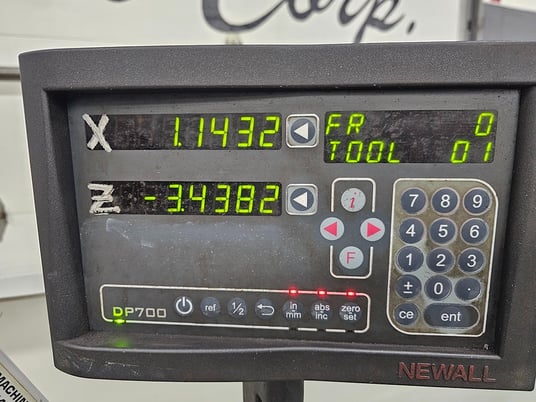 Corp.
X 1.1432 FR 0
TOOL 01
Z -3.4382
i
F
7 8 9
4 5 6
1 2 3
± 0 .
ce ent
DP700 ref 1/2 in mm abs inc zero set
NEWALL
MACHIN